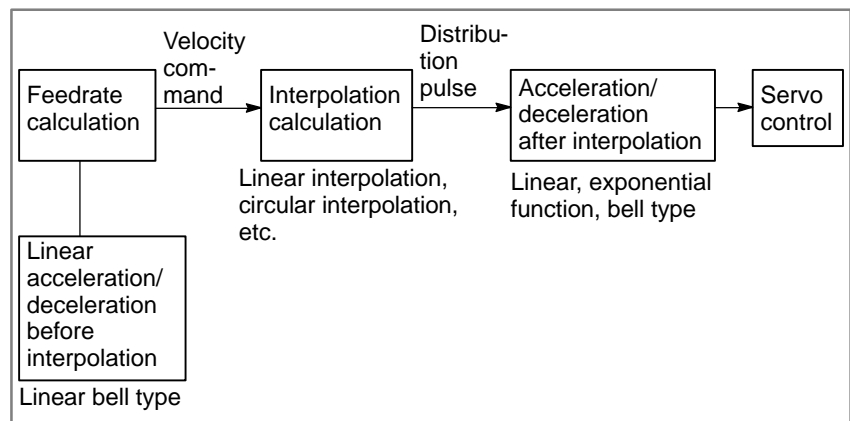 Velocity
com-
mand
Distribu-
tion
pulse
Feedrate
calculation
Interpolation
calculation
Acceleration/
deceleration
after interpolation
Servo
control
Linear interpolation,
circular interpolation,
etc.
Linear, exponential
function, bell type
Linear
acceleration/
deceleration
before
interpolation
Linear bell type